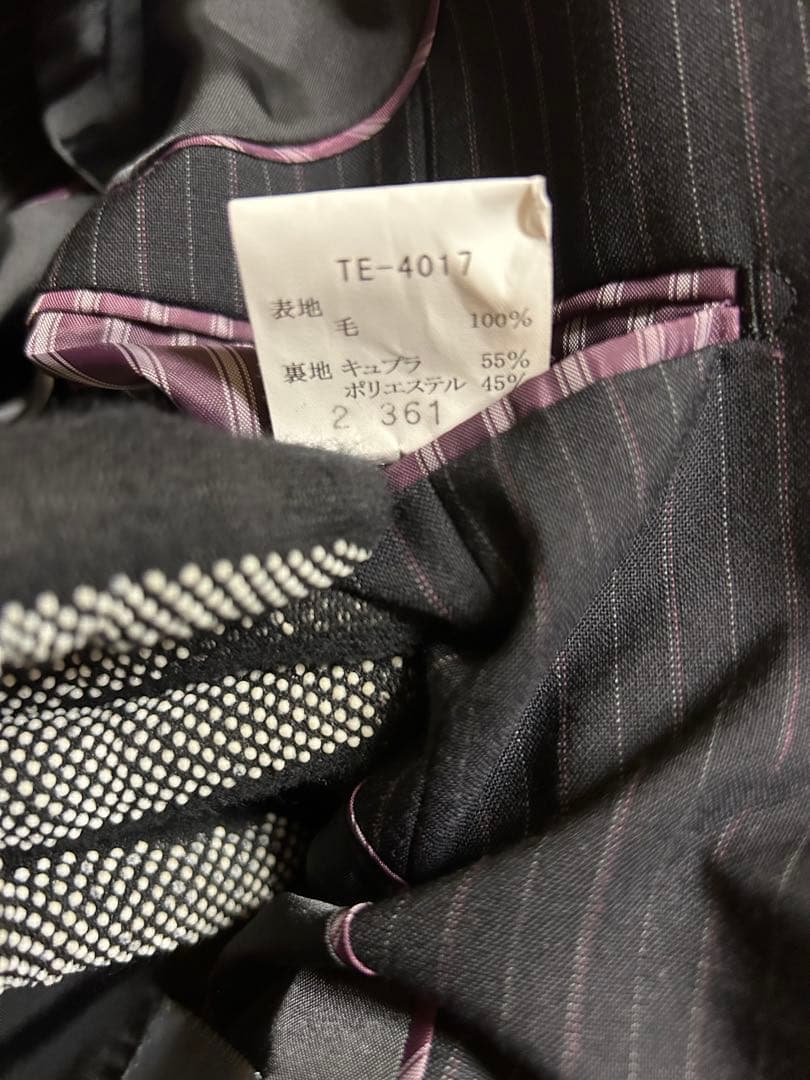 TE-4017
表地 毛 100%
裏地 キュプラ 55%
ポリエステル 45%
2 361